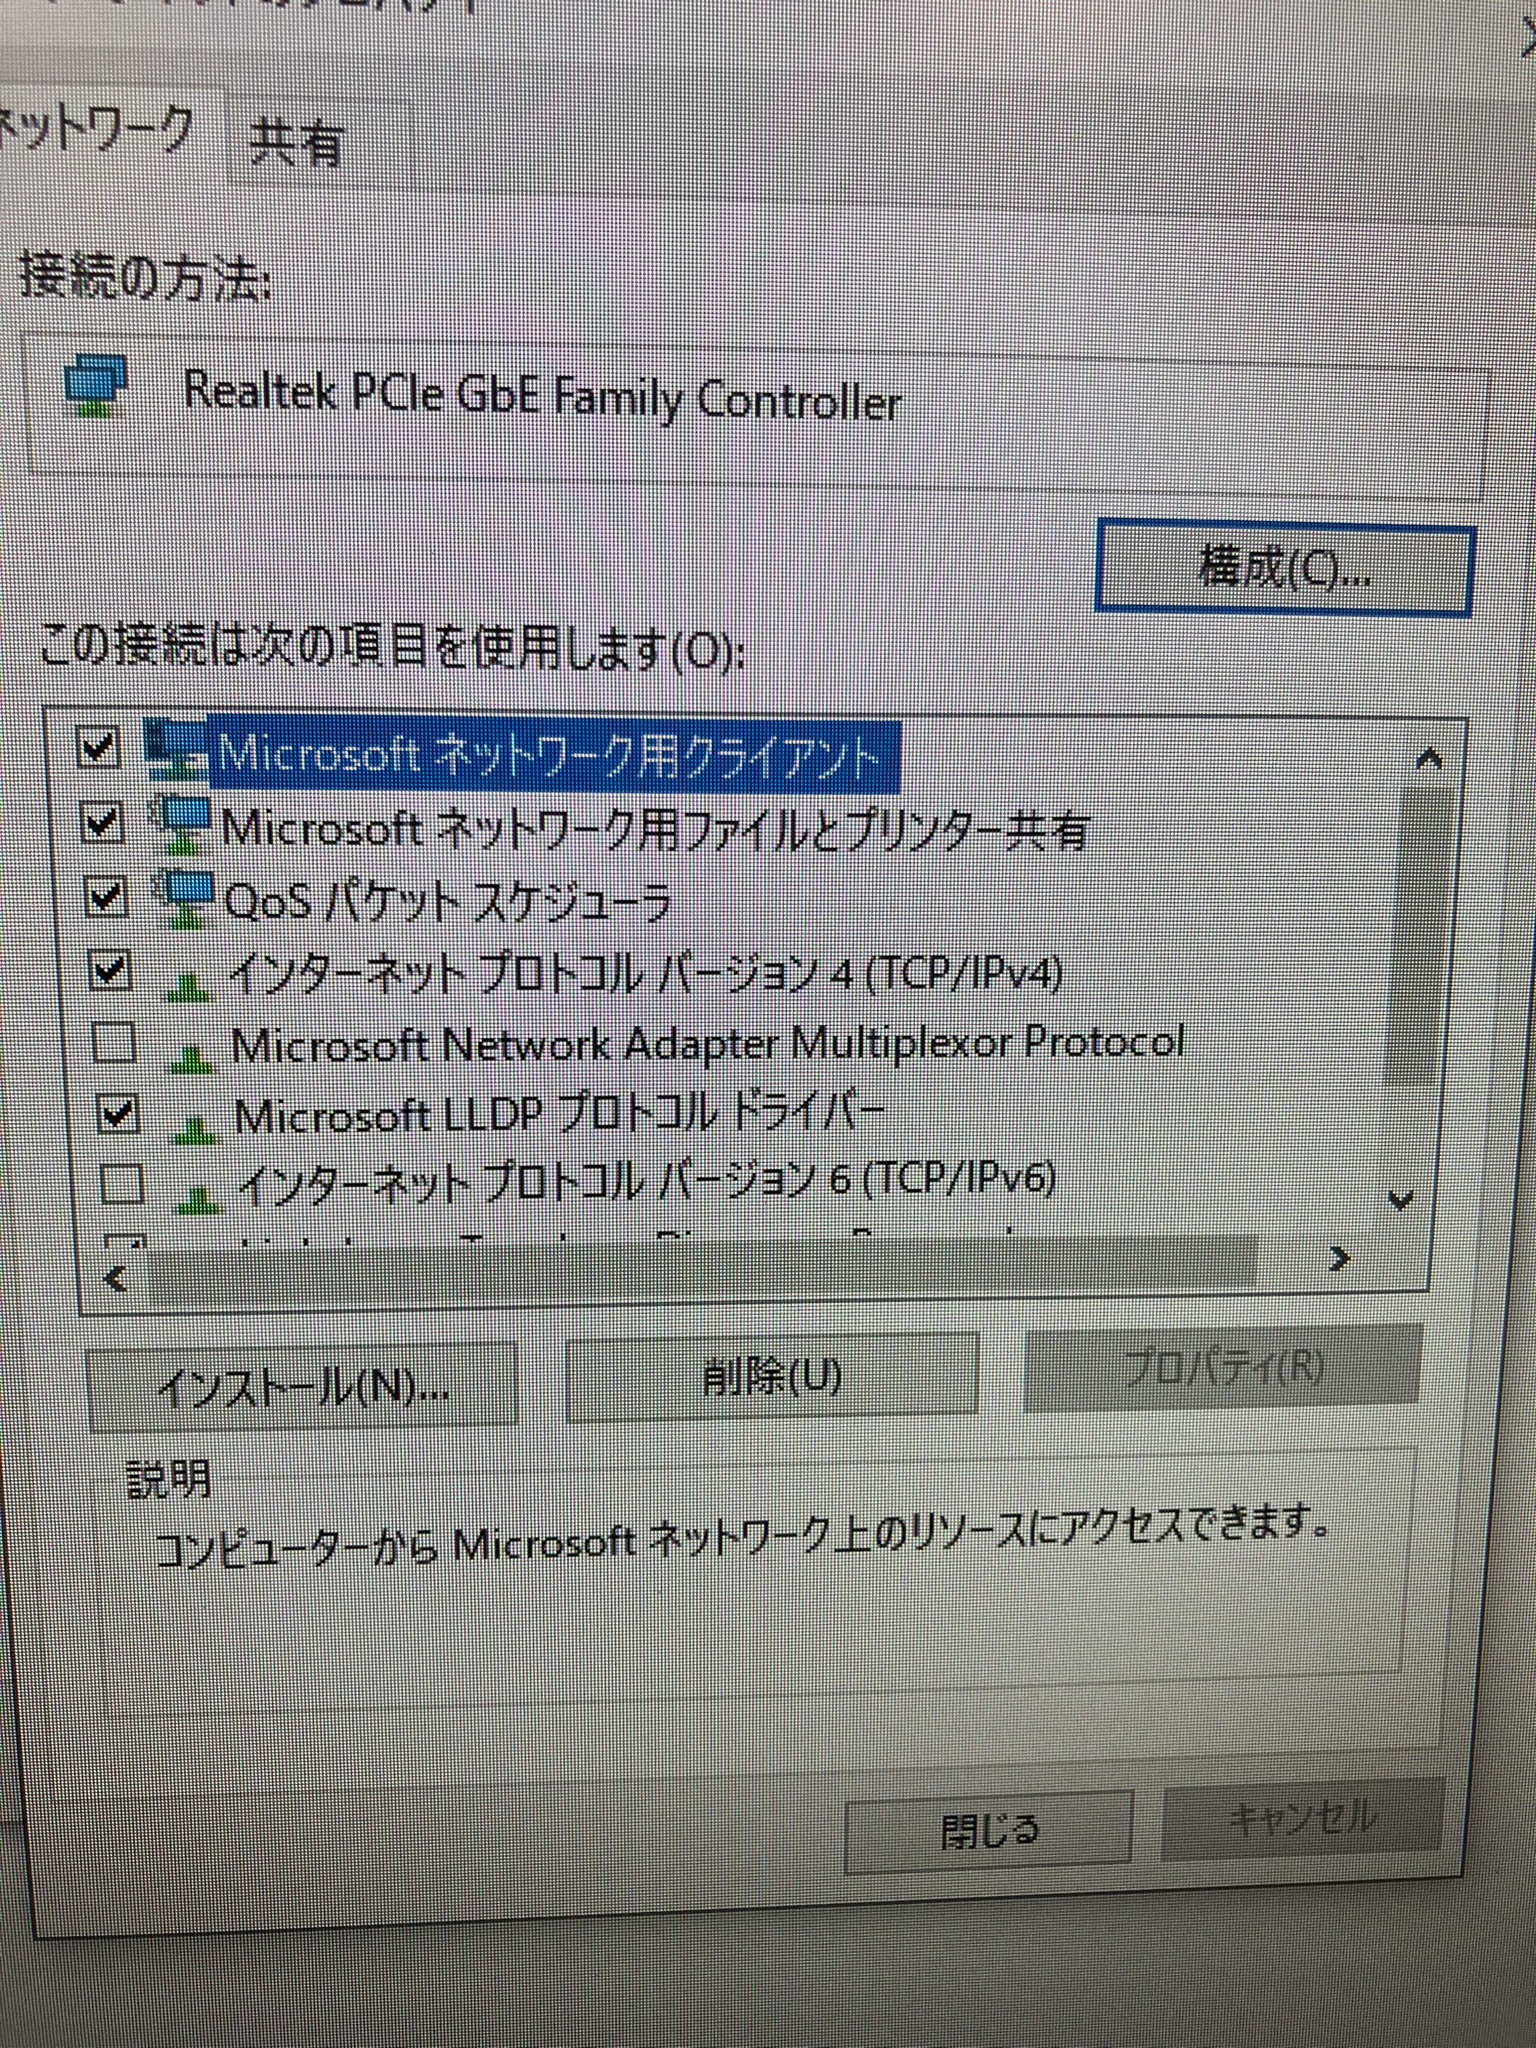 ネットワーク
共有
接続の方法:
Realtek PCIe GbE Family Controller
構成(C)...
この接続は次の項目を使用します(O):
Microsoft ネットワーク用クライアント
Microsoft ネットワーク用ファイルとプリンター共有
QoS パケット スケジューラ
インターネット プロトコル バージョン 4 (TCP/IPv4)
Microsoft Network Adapter Multiplexor Protocol
Microsoft LLDP プロトコル ドライバー
インターネット プロトコル バージョン 6 (TCP/IPv6)
インストール(N)...
削除(U)
プロパティ(R)
説明
コンピューターから Microsoft ネットワーク上のリソースにアクセスできます。
閉じる
キャンセル